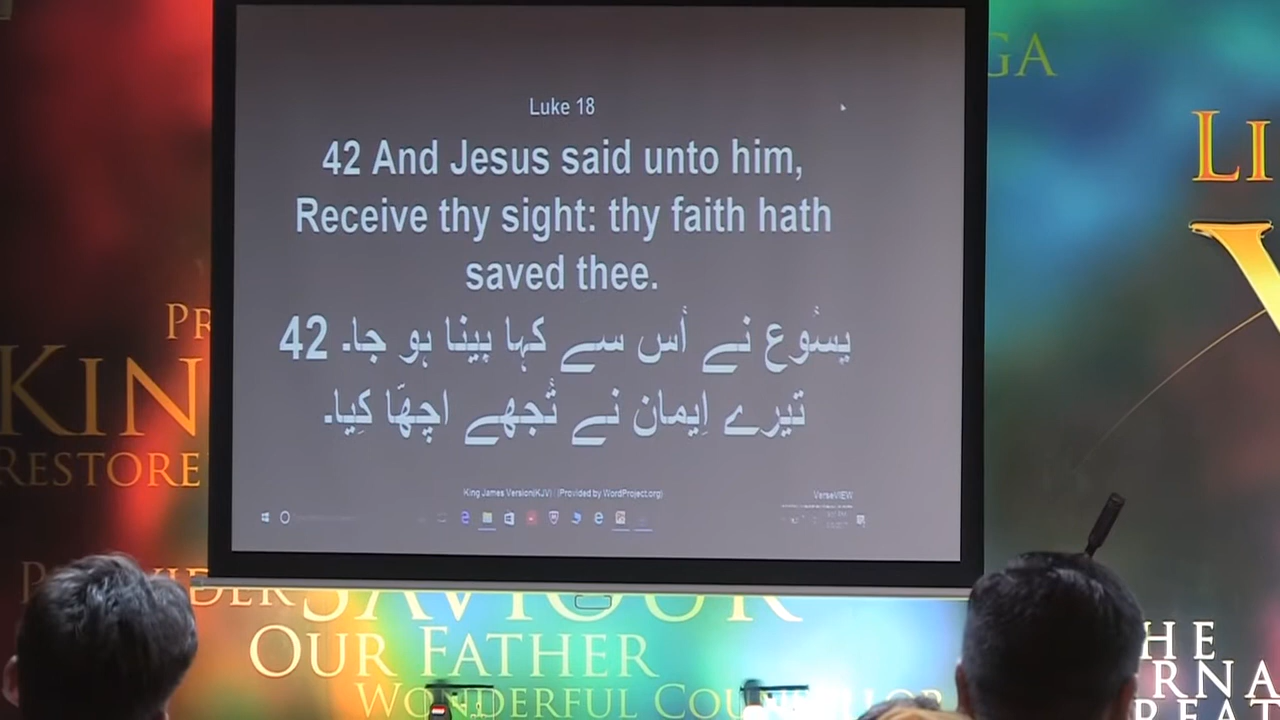 GA
Luke 18
42 And Jesus said unto him,
Receive thy sight: thy faith hath
saved thee.
42 یسُوع نے اُس سے کہا بِینا ہو جا۔
تیرے اِیمان نے تُجھے اچھّا کِیا۔
King James Version(KJV) (Provided by WordProject.org)
VerseVIEW
LI
PR
KIN
RESTORE
SAVIOUR
OUR FATHER
WONDERFUL COUNSELLOR
HE
RNA
REAT